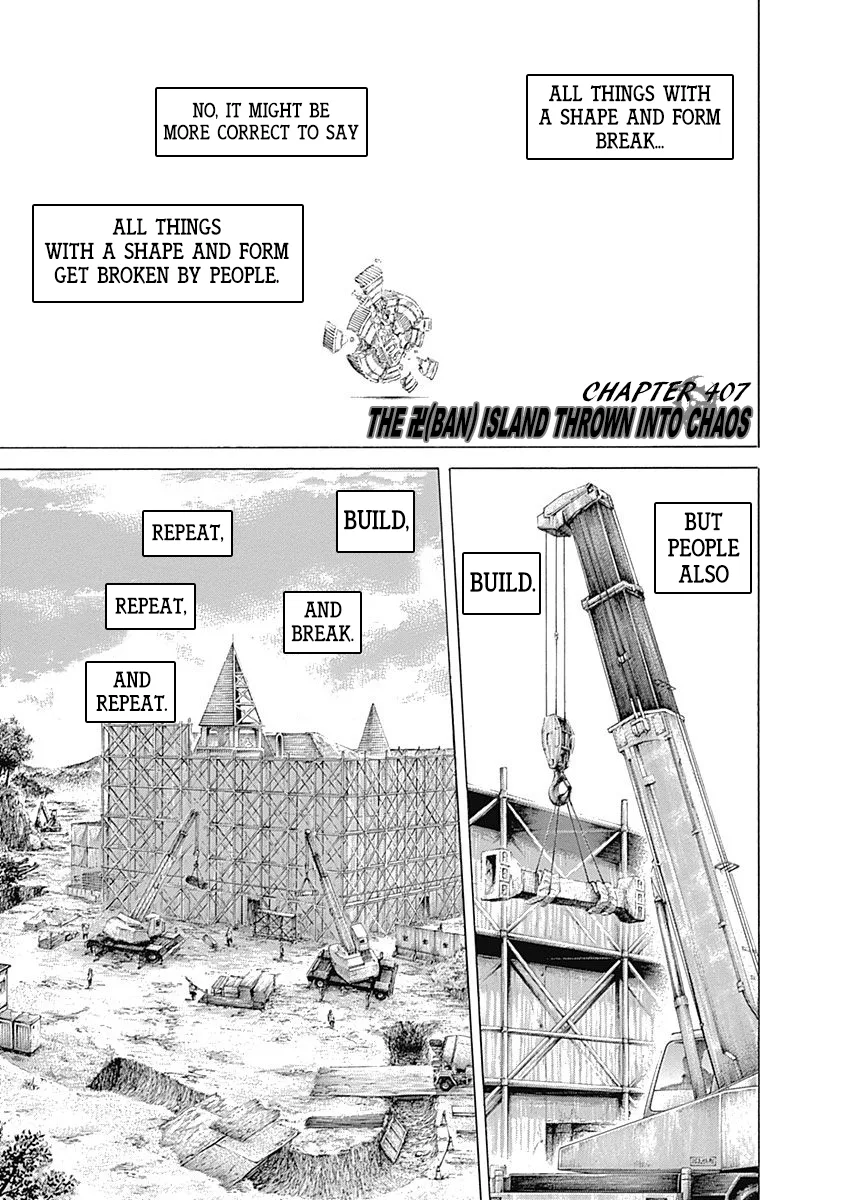 ALL THINGS WITH
A SHAPE AND FORM
BREAK...
NO, IT MIGHT BE
MORE CORRECT TO SAY
ALL THINGS
WITH A SHAPE AND FORM
GET BROKEN BY PEOPLE.
CHAPTER 407
THE 卍(BAN) ISLAND THROWN INTO CHAOS
BUT
PEOPLE
ALSO
BUILD.
BUILD,
AND
BREAK.
REPEAT,
REPEAT,
AND
REPEAT.